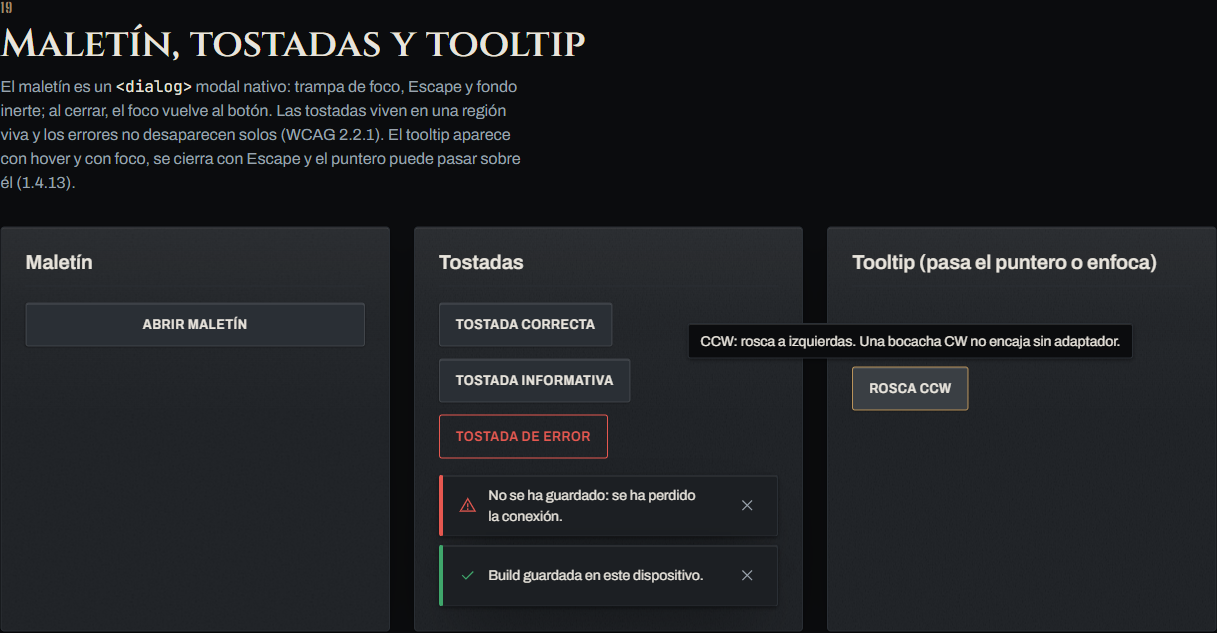 19
MALETÍN, TOSTADAS Y TOOLTIP
El maletín es un <dialog> modal nativo: trampa de foco, Escape y fondo
inerte; al cerrar, el foco vuelve al botón. Las tostadas viven en una región
viva y los errores no desaparecen solos (WCAG 2.2.1). El tooltip aparece
con hover y con foco, se cierra con Escape y el puntero puede pasar sobre
él (1.4.13).
Maletín
ABRIR MALETÍN
Tostadas
TOSTADA CORRECTA
TOSTADA INFORMATIVA
TOSTADA DE ERROR
No se ha guardado: se ha perdido
la conexión.
Build guardada en este dispositivo.
Tooltip (pasa el puntero o enfoca)
CCW: rosca a izquierdas. Una bocacha CW no encaja sin adaptador.
ROSCA CCW